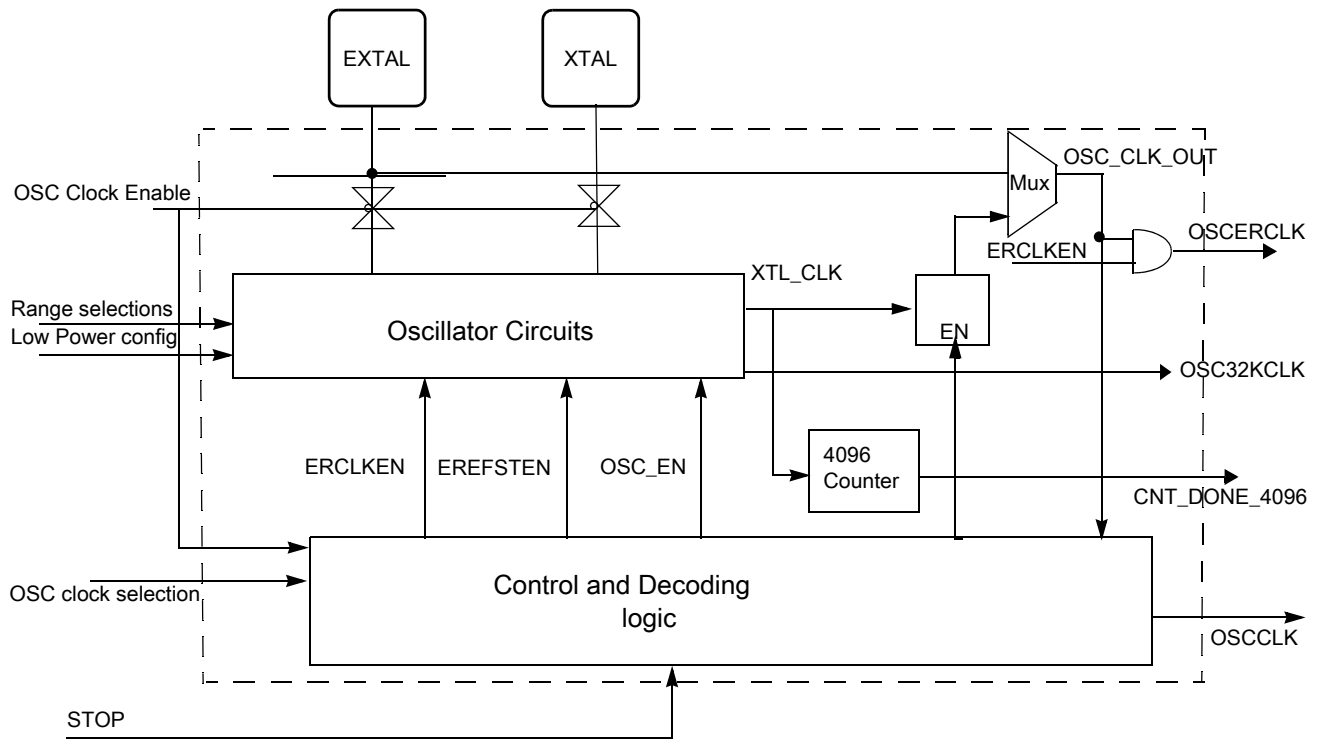 EXTAL
XTAL
OSC_CLK_OUT
Mux
OSC Clock Enable
OSCERCLK
ERCLKEN
XTL_CLK
Range selections
Low Power config
Oscillator Circuits
EN
OSC32KCLK
ERCLKEN
EREFSTEN
OSC_EN
4096
Counter
CNT_DONE_4096
Control and Decoding
logic
OSC clock selection
OSCCLK
STOP